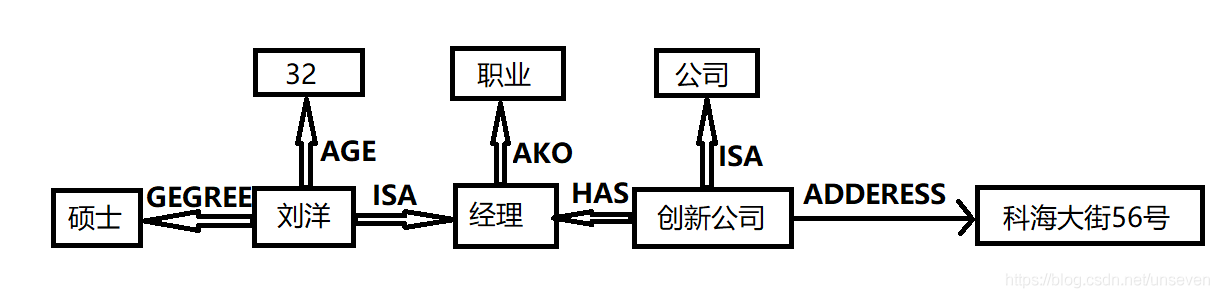 32
职业
公司
AGE
AKO
ISA
硕士
GEGREE
刘洋
ISA
经理
HAS
创新公司
ADDERESS
科海大街56号
https://blog.csdn.net/unseven